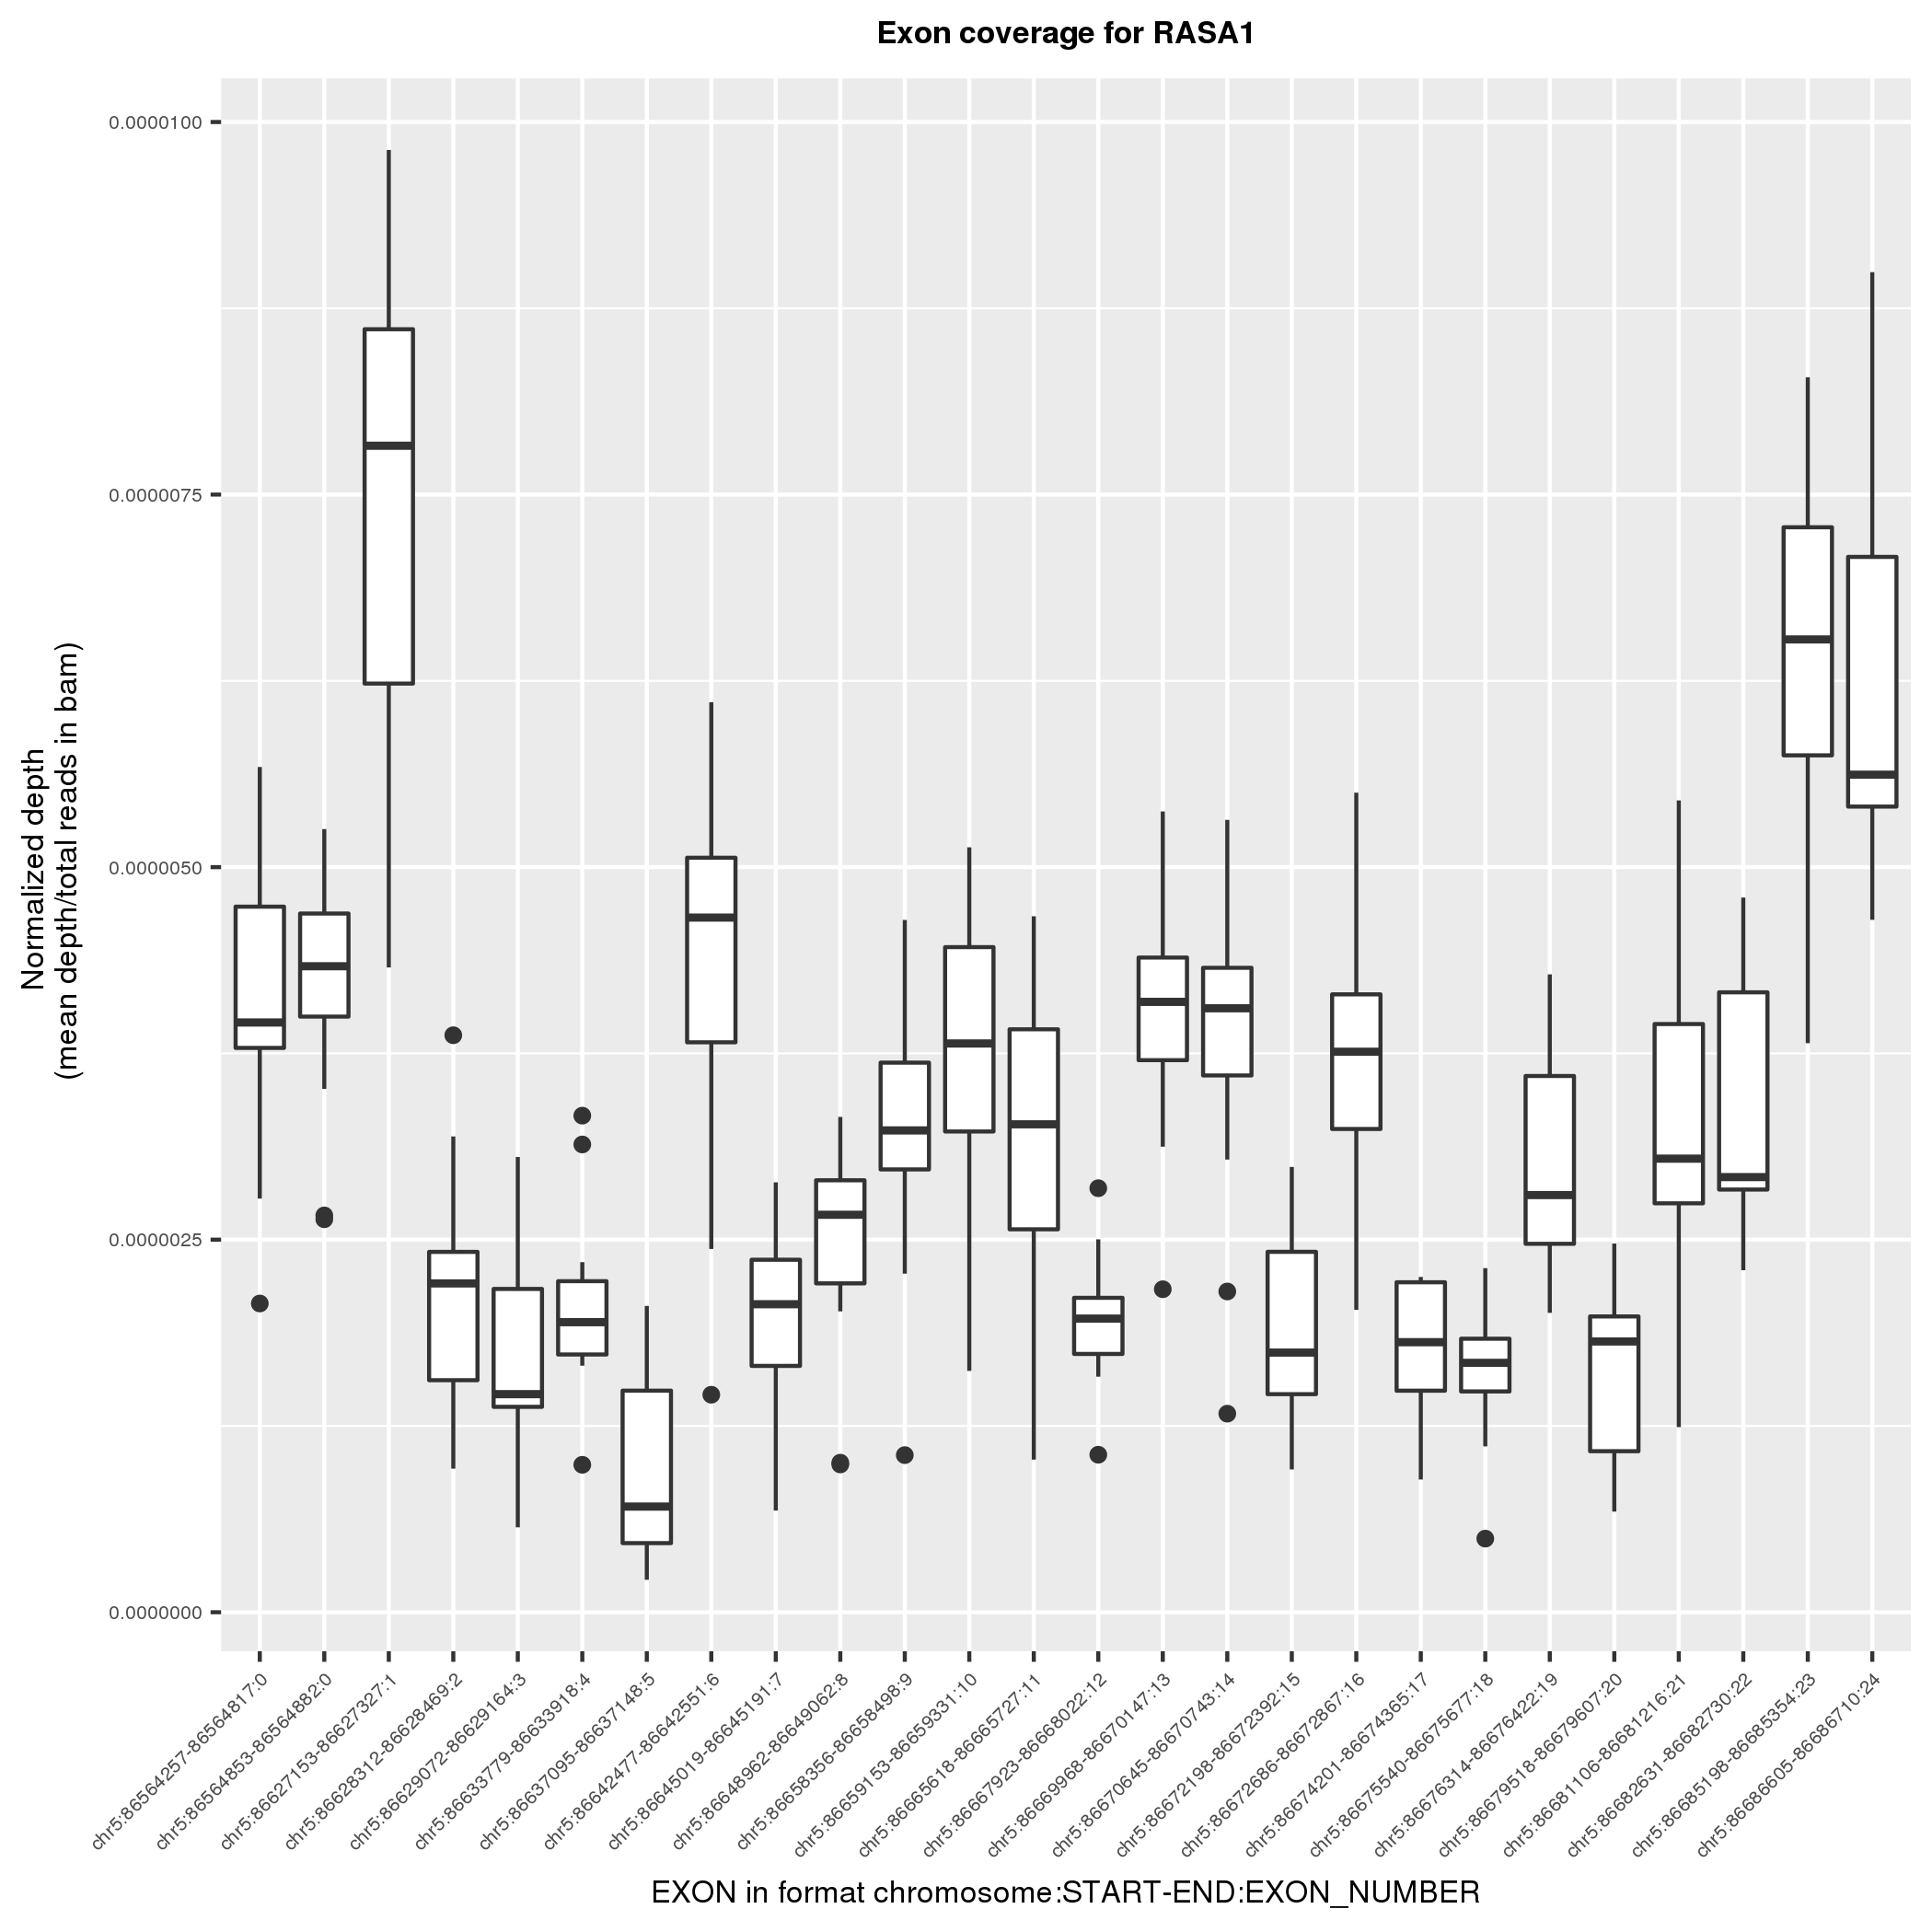 Exon coverage for RASA1
0.0000100
0.0000075
0.0000050
0.0000025
0.0000000
Normalized depth
(mean depth/total reads in bam)
chr5:86564257-86564817:0
chr5:86564853-86564882:0
chr5:86627153-86627327:1
chr5:86628312-86628469:2
chr5:86629072-86629164:3
chr5:86633779-86633918:4
chr5:86637095-86637148:5
chr5:86642477-86642551:6
chr5:86645019-86645191:7
chr5:86648962-86649062:8
chr5:86658356-86658498:9
chr5:86659153-86659331:10
chr5:86665618-86665727:11
chr5:86667923-86668022:12
chr5:86669968-86670147:13
chr5:86670645-86670743:14
chr5:86672198-86672392:15
chr5:86672686-86672867:16
chr5:86674201-86674365:17
chr5:86675540-86675677:18
chr5:86676314-86676422:19
chr5:86679518-86679607:20
chr5:86681106-86681216:21
chr5:86682631-86682730:22
chr5:86685198-86685354:23
chr5:86686605-86686710:24
EXON in format chromosome:START-END:EXON_NUMBER